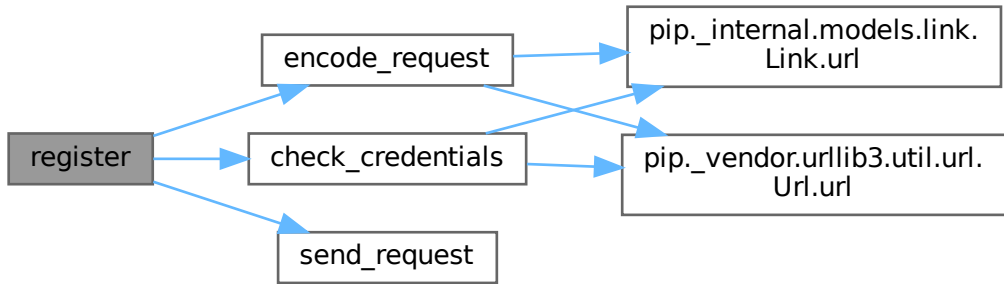 register
encode_request
check_credentials
send_request
pip._internal.models.link.
Link.url
pip._vendor.urllib3.util.url.
Url.url